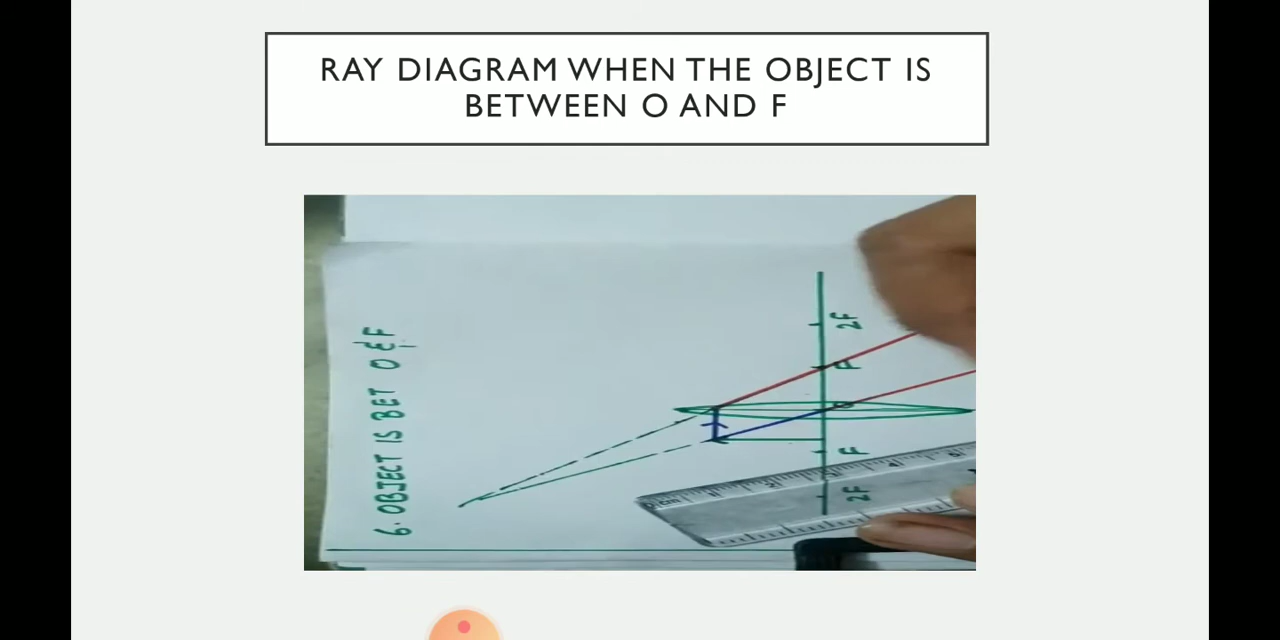 RAY DIAGRAM WHEN THE OBJECT IS
BETWEEN O AND F
6. OBJECT IS BET O & F
2F
F
F
2F